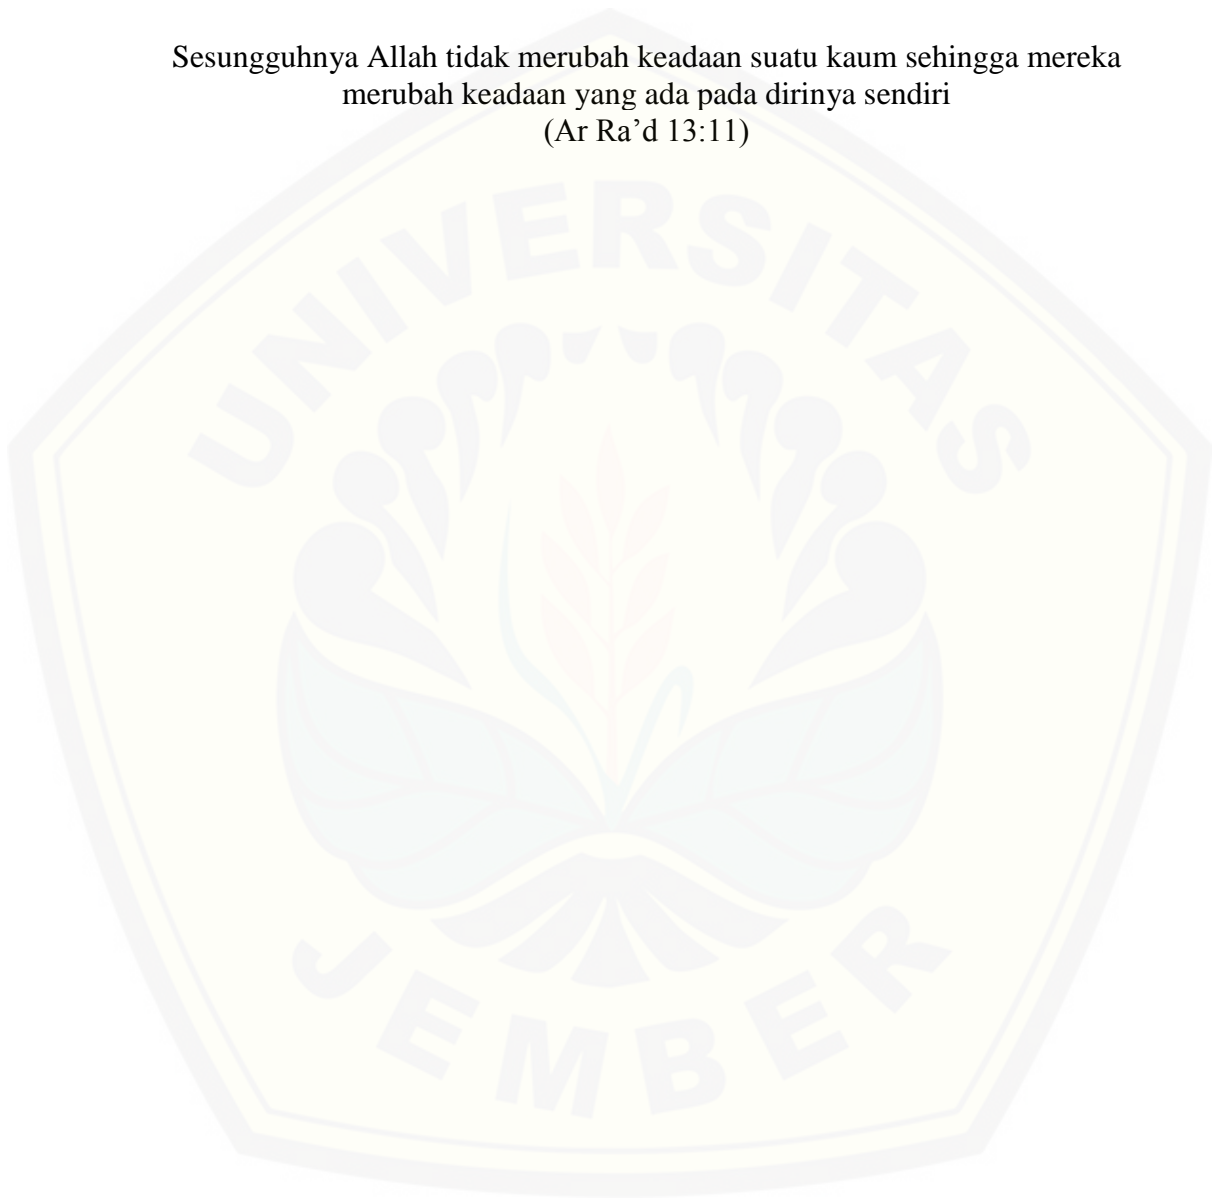 Sesungguhnya Allah tidak merubah keadaan suatu kaum sehingga mereka
merubah keadaan yang ada pada dirinya sendiri
(Ar Ra’d 13:11)
UNIVERSITAS
JEMBER